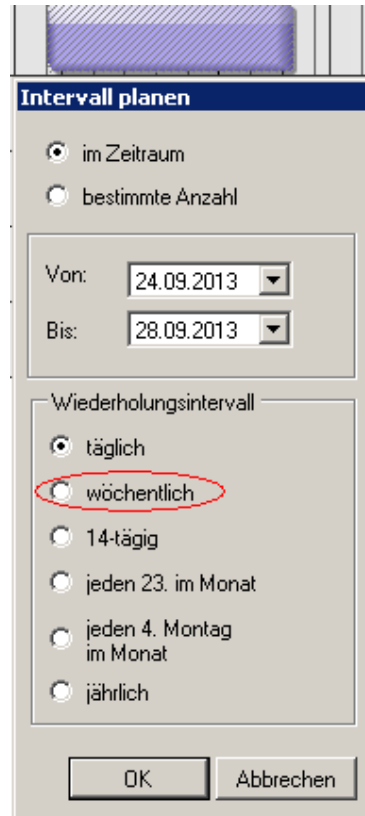 Intervall planen
im Zeitraum
bestimmte Anzahl
Von: 24.09.2013
Bis: 28.09.2013
Wiederholungsintervall
täglich
wöchentlich
14-tägig
jeden 23. im Monat
jeden 4. Montag
im Monat
jährlich
OK Abbrechen